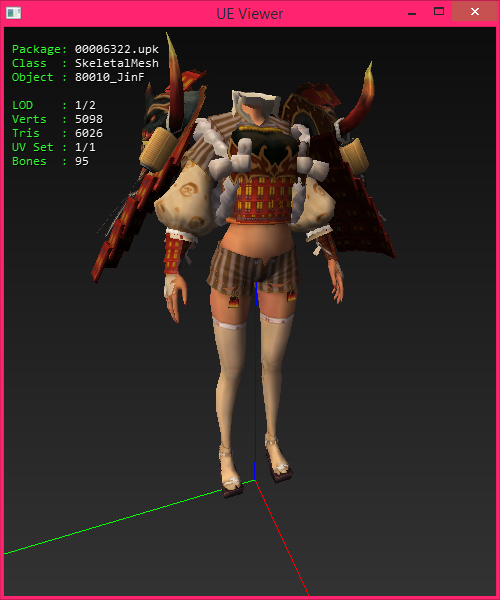 UE Viewer
Package: 00006322.upk
Class : SkeletalMesh
Object : 80010_JinF
LOD : 1/2
Verts : 5098
Tris : 6026
UV Set : 1/1
Bones : 95